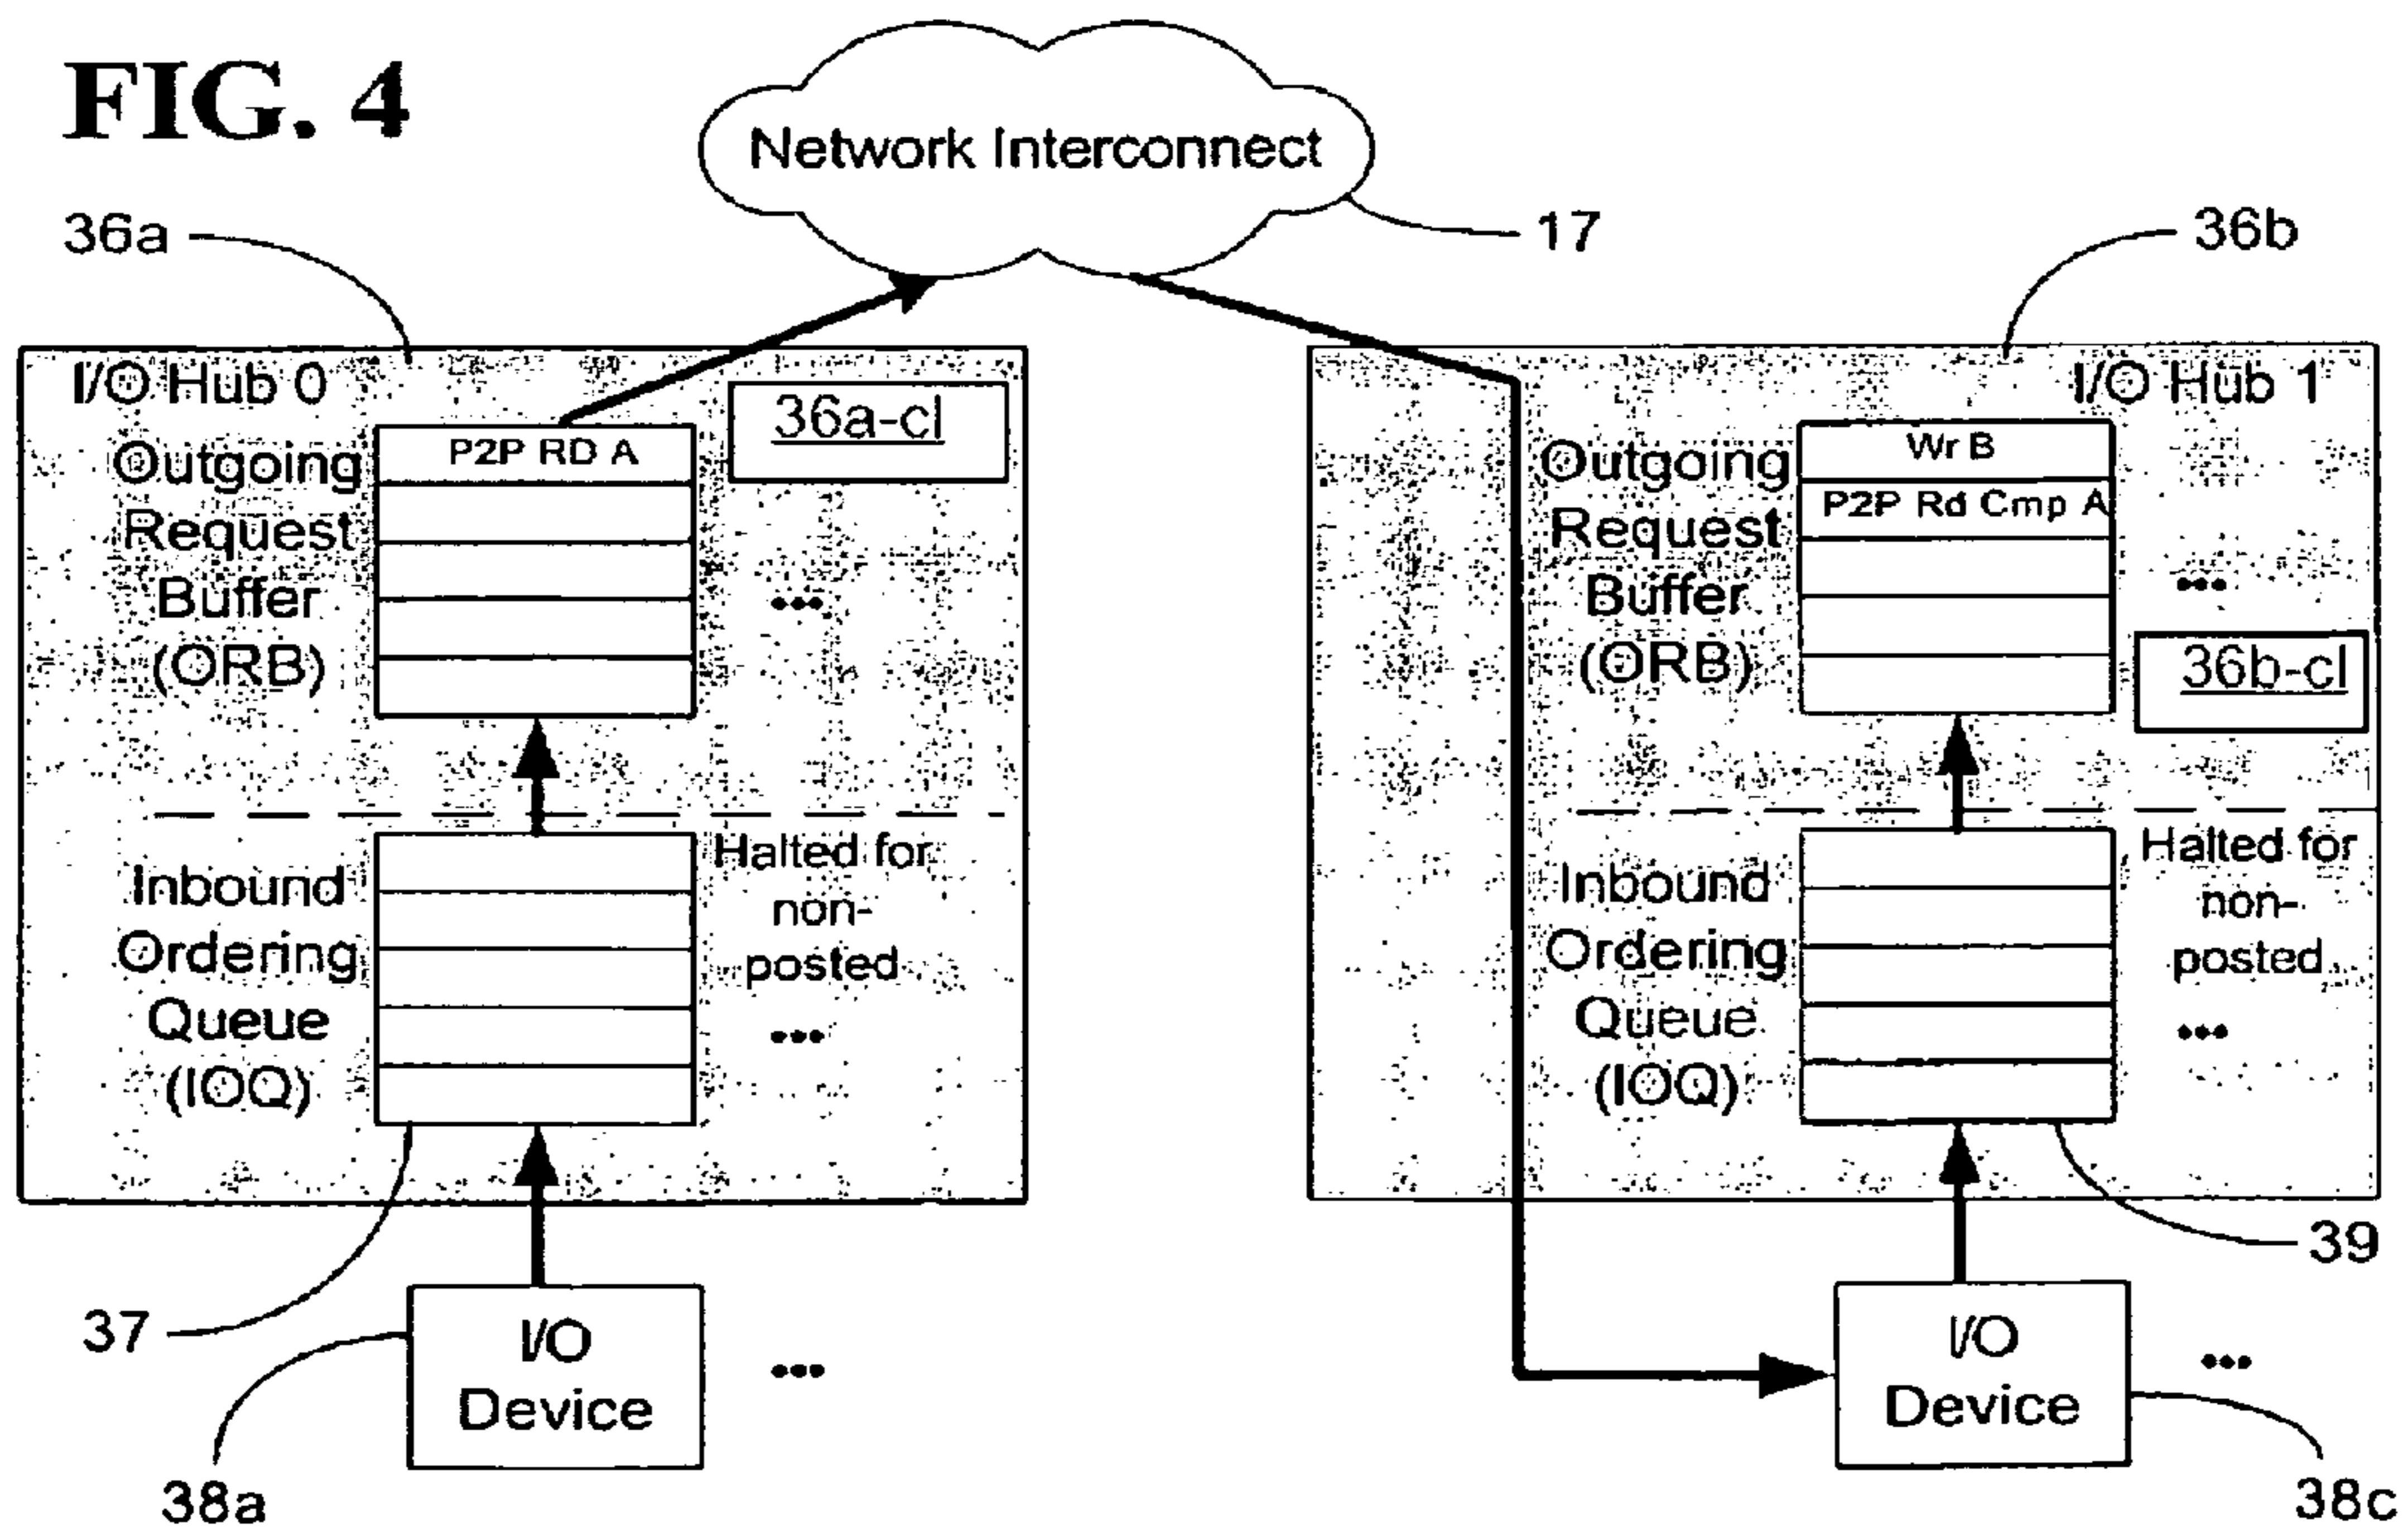 FIG. 4
Network Interconnect
17
36a
36b
I/O Hub 0
36a-cl
Outgoing
Request
Buffer
(ORB)
P2P RD A
...
Inbound
Ordering
Queue
(IOQ)
Halted for
non-
posted
...
37
I/O
Device
...
38a
I/O Hub 1
Outgoing
Request
Buffer
(ORB)
Wr B
P2P Rd Cmp A
...
36b-cl
Inbound
Ordering
Queue
(IOQ)
Halted for
non-
posted
...
39
I/O
Device
...
38c